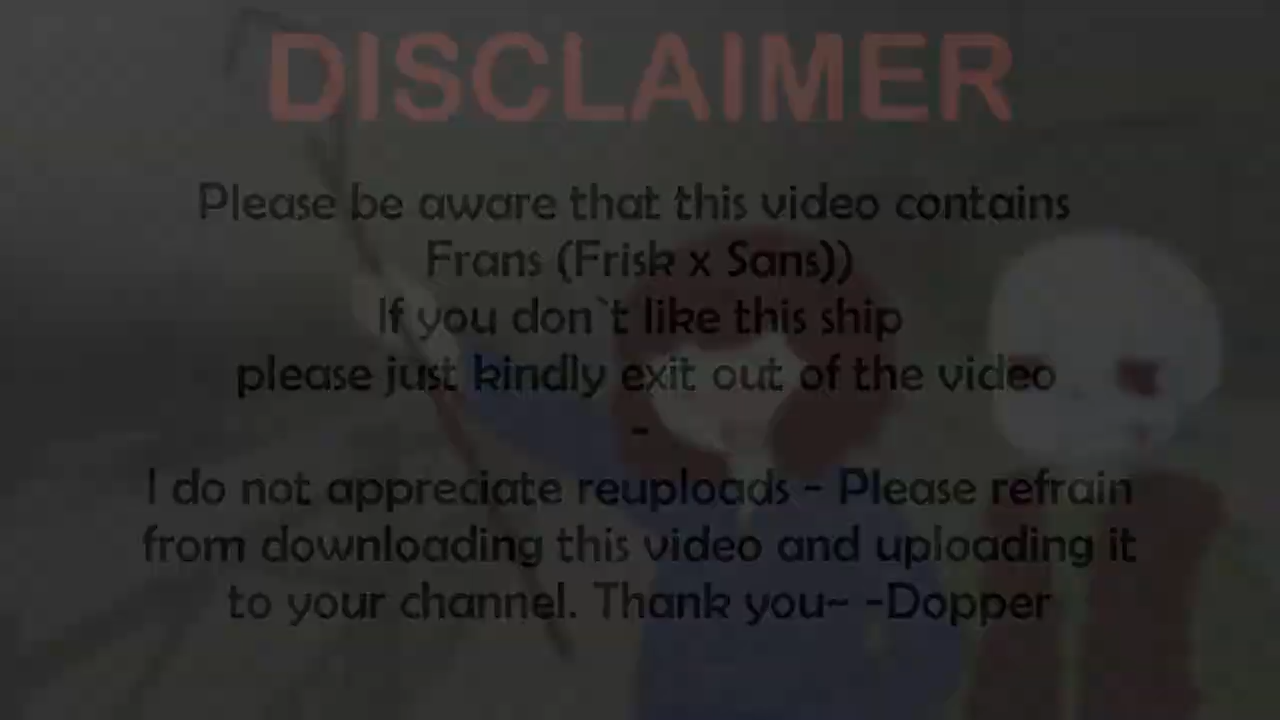 DISCLAIMER
Please be aware that this video contains
Frans (Frisk x Sans))
If you don`t like this ship
please just kindly exit out of the video
-
I do not appreciate reuploads - Please refrain
from downloading this video and uploading it
to your channel. Thank you~ -Dopper